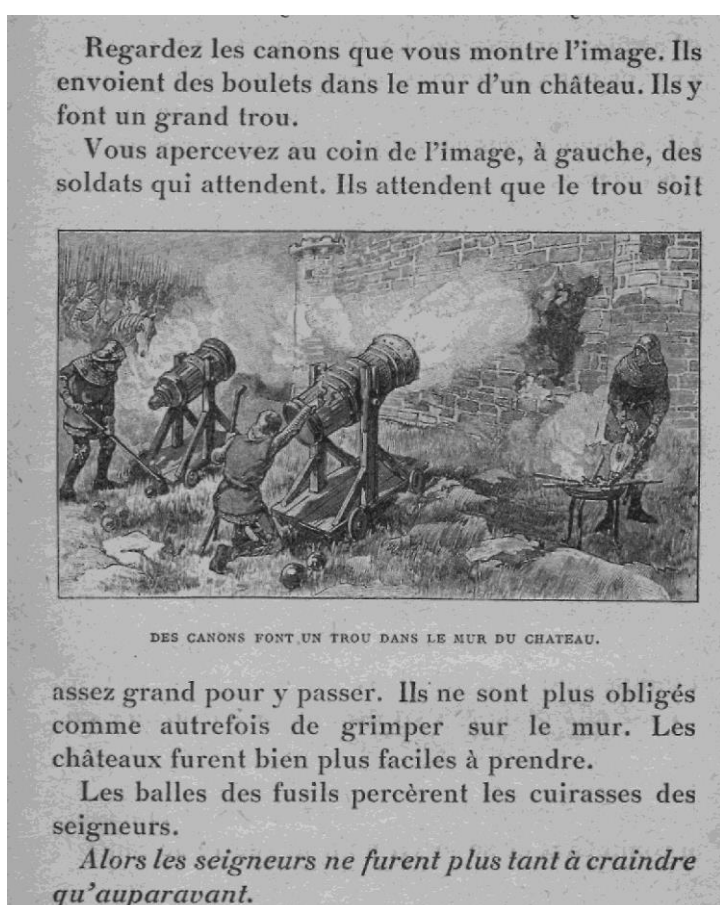 Regardez les canons que vous montre l'image. Ils
envoient des boulets dans le mur d'un château. Ils y
font un grand trou.
Vous apercevez au coin de l'image, à gauche, des
soldats qui attendent. Ils attendent que le trou soit
DES CANONS FONT UN TROU DANS LE MUR DU CHATEAU.
assez grand pour y passer. Ils ne sont plus obligés
comme autrefois de grimper sur le mur. Les
châteaux furent bien plus faciles à prendre.
Les balles des fusils percèrent les cuirasses des
seigneurs.
Alors les seigneurs ne furent plus tant à craindre
qu'auparavant.